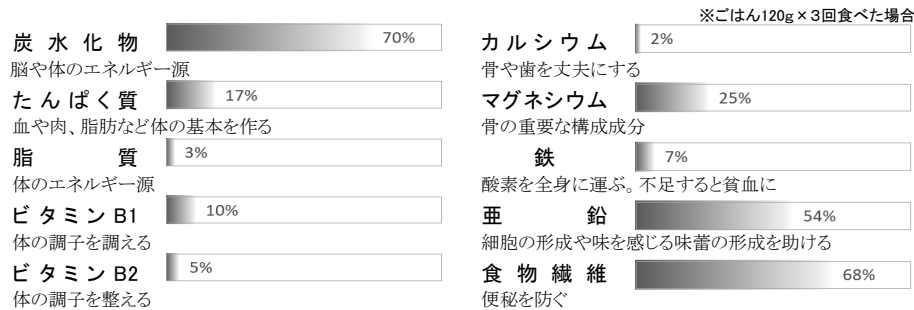 ※ごはん120g×3回食べた場合
炭水化物 70%
脳や体のエネルギー源
たんぱく質 17%
血や肉、脂肪など体の基本を作る
脂質 3%
体のエネルギー源
ビタミンB1 10%
体の調子を調える
ビタミンB2 5%
体の調子を整える
カルシウム 2%
骨や歯を丈夫にする
マグネシウム 25%
骨の重要な構成成分
鉄 7%
酸素を全身に運ぶ。不足すると貧血に
亜鉛 54%
細胞の形成や味を感じる味蕾の形成を助ける
食物繊維 68%
便秘を防ぐ